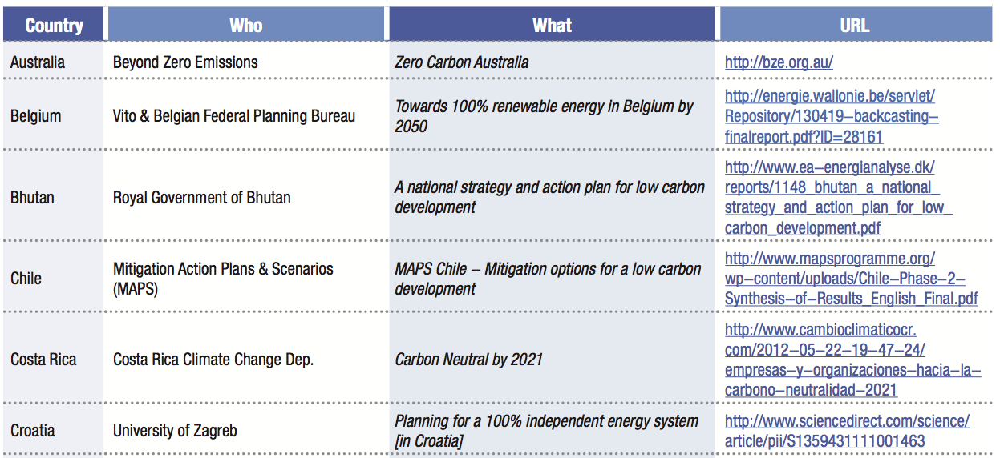 Country Who What URL
Australia Beyond Zero Emissions Zero Carbon Australia http://bze.org.au/
Belgium Vito & Belgian Federal Planning Bureau Towards 100% renewable energy in Belgium by
2050
http://energie.wallonie.be/servlet/
Repository/130419–backcasting–
finalreport.pdf?ID=28161
Bhutan Royal Government of Bhutan A national strategy and action plan for low carbon
development
http://www.ea–energianalyse.dk/
reports/1148_bhutan_a_national_
strategy_and_action_plan_for_low_
carbon_development.pdf
Chile Mitigation Action Plans & Scenarios
(MAPS)
MAPS Chile – Mitigation options for a low carbon
development
http://www.mapsprogramme.org/
wp–content/uploads/Chile–Phase–2–
Synthesis–of–Results_English_Final.pdf
Costa Rica Costa Rica Climate Change Dep. Carbon Neutral by 2021
http://www.cambioclimaticocr.
com/2012–05–22–19–47–24/
empresas–y–organizaciones–hacia–la–
carbono–neutralidad–2021
Croatia University of Zagreb Planning for a 100% independent energy system
[in Croatia]
http://www.sciencedirect.com/science/
article/pii/S1359431111001463